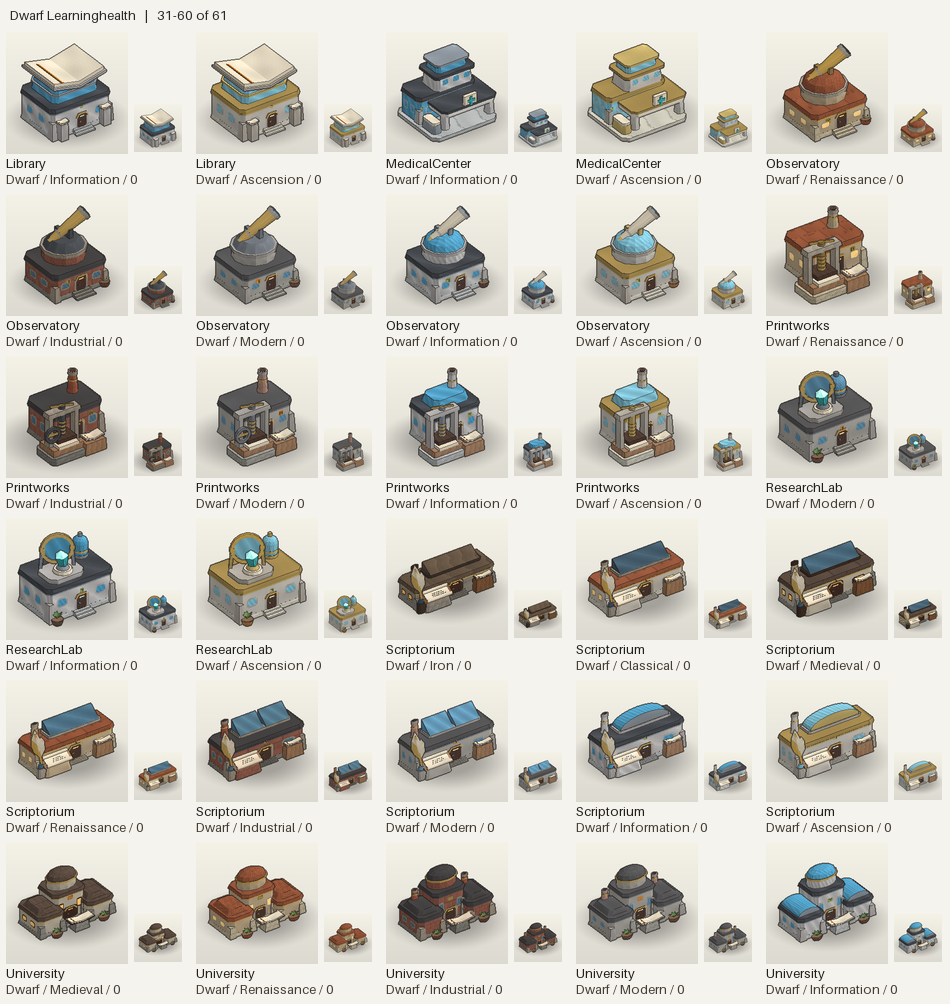 Dwarf Learninghealth | 31-60 of 61
Library
Dwarf / Information / 0
Library
Dwarf / Ascension / 0
MedicalCenter
Dwarf / Information / 0
MedicalCenter
Dwarf / Ascension / 0
Observatory
Dwarf / Renaissance / 0
Observatory
Dwarf / Industrial / 0
Observatory
Dwarf / Modern / 0
Observatory
Dwarf / Information / 0
Observatory
Dwarf / Ascension / 0
Printworks
Dwarf / Renaissance / 0
Printworks
Dwarf / Industrial / 0
Printworks
Dwarf / Modern / 0
Printworks
Dwarf / Information / 0
Printworks
Dwarf / Ascension / 0
ResearchLab
Dwarf / Modern / 0
ResearchLab
Dwarf / Information / 0
ResearchLab
Dwarf / Ascension / 0
Scriptorium
Dwarf / Iron / 0
Scriptorium
Dwarf / Classical / 0
Scriptorium
Dwarf / Medieval / 0
Scriptorium
Dwarf / Renaissance / 0
Scriptorium
Dwarf / Industrial / 0
Scriptorium
Dwarf / Modern / 0
Scriptorium
Dwarf / Information / 0
Scriptorium
Dwarf / Ascension / 0
University
Dwarf / Medieval / 0
University
Dwarf / Renaissance / 0
University
Dwarf / Industrial / 0
University
Dwarf / Modern / 0
University
Dwarf / Information / 0